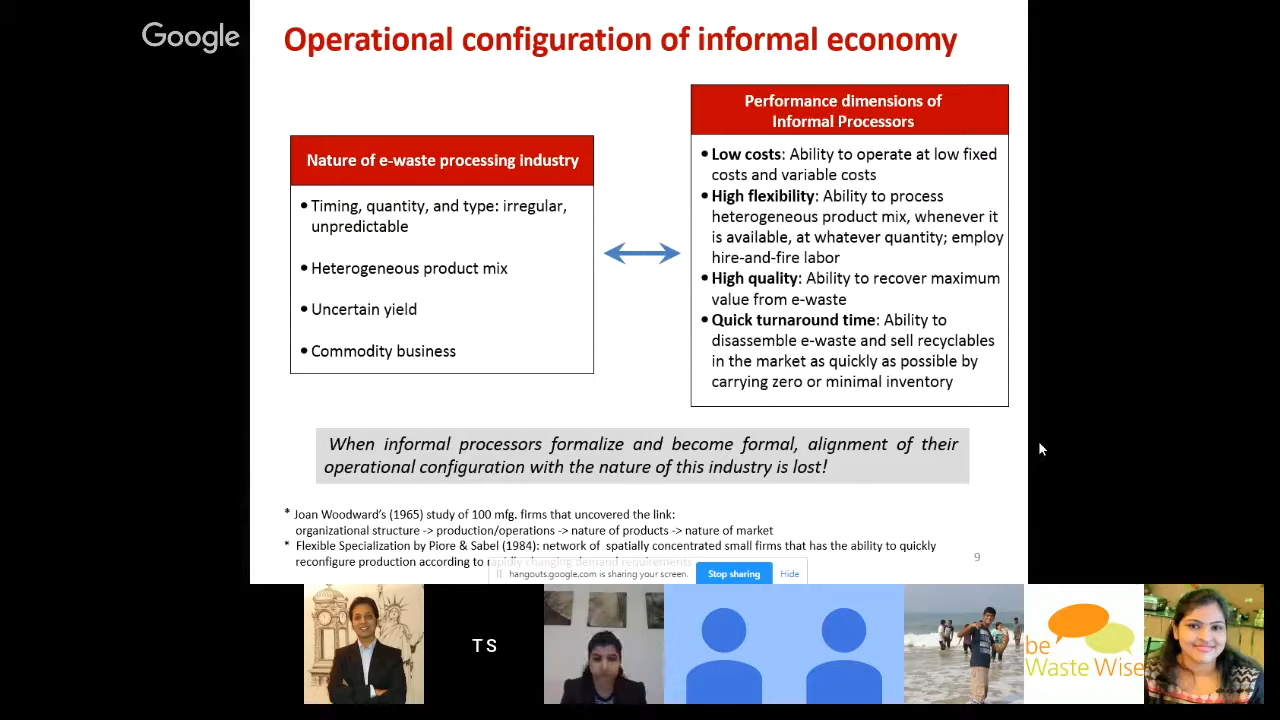 Google
Operational configuration of informal economy
Nature of e-waste processing industry
• Timing, quantity, and type: irregular,
unpredictable
• Heterogeneous product mix
• Uncertain yield
• Commodity business
Performance dimensions of
Informal Processors
• Low costs: Ability to operate at low fixed
costs and variable costs
• High flexibility: Ability to process
heterogeneous product mix, whenever it
is available, at whatever quantity; employ
hire-and-fire labor
• High quality: Ability to recover maximum
value from e-waste
• Quick turnaround time: Ability to
disassemble e-waste and sell recyclables
in the market as quickly as possible by
carrying zero or minimal inventory
When informal processors formalize and become formal, alignment of their
operational configuration with the nature of this industry is lost!
* Joan Woodward's (1965) study of 100 mfg. firms that uncovered the link:
organizational structure -> production/operations -> nature of products -> nature of market
* Flexible Specialization by Piore & Sabel (1984): network of spatially concentrated small firms that has the ability to quickly
reconfigure production according to rapidly changing demand requirements
9
hangouts.google.com is sharing your screen. Stop sharing Hide
TS
be
Waste Wise